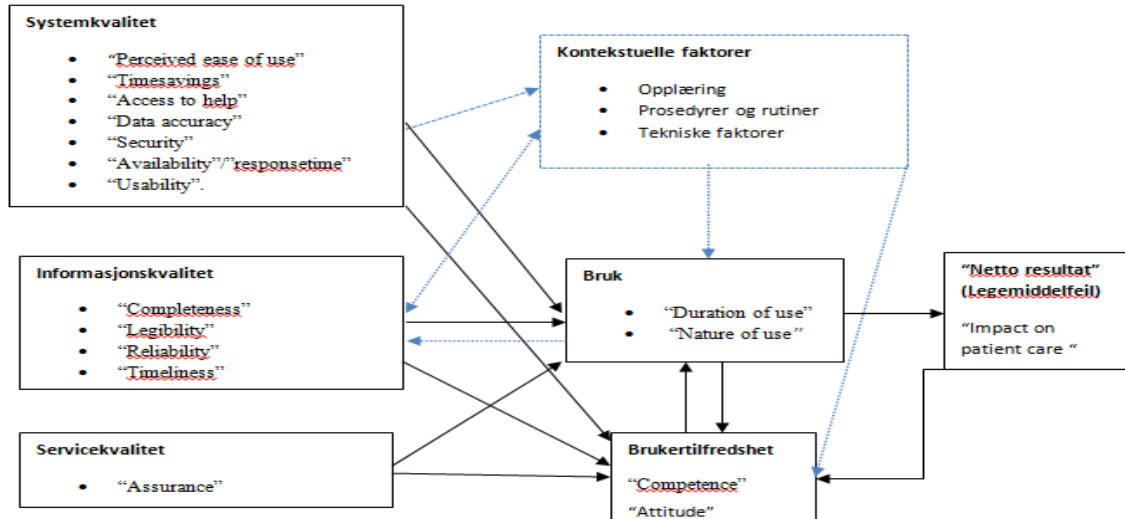 Systemkvalitet
• “Perceived ease of use”
• “Timesavings”
• “Access to help”
• “Data accuracy”
• “Security”
• “Availability”/”responsetime”
• “Usability”.
Kontekstuelle faktorer
• Opplæring
• Prosedyrer og rutiner
• Tekniske faktorer
Informasjonskvalitet
• “Completeness”
• “Legibility”
• “Reliability”
• “Timeliness”
Bruk
• “Duration of use”
• “Nature of use”
“Netto resultat”
(Legemiddelfeil)
“Impact on
patient care “
Servicekvalitet
• “Assurance”
Brukertilfredshet
“Competence”
“Attitude”